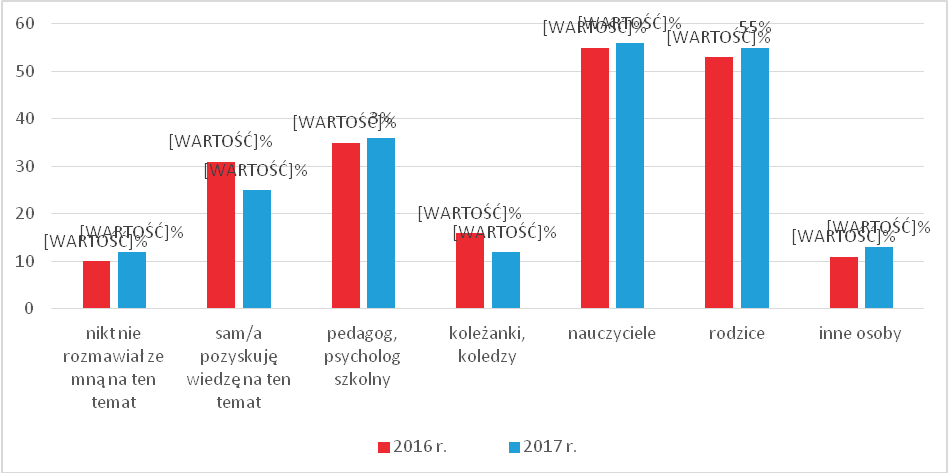 60
50
40
30
20
10
0
[WARTOŚĆ]%
[WARTOŚĆ]%
[WARTOŚĆ]%
[WARTOŚĆ]%
[WARTOŚĆ]%
3%
[WARTOŚĆ]%
[WARTOŚĆ]%
[WARTOŚĆ]%
[WARTOŚĆ]%
[WARTOŚĆ]%
55%
[WARTOŚĆ]%
[WARTOŚĆ]%
nikt nie
rozmawiał ze
mną na ten
temat
sam/a
pozyskuję
wiedzę na ten
temat
pedagog,
psycholog
szkolny
koleżanki,
koledzy
nauczyciele
rodzice
inne osoby
2016 r.
2017 r.